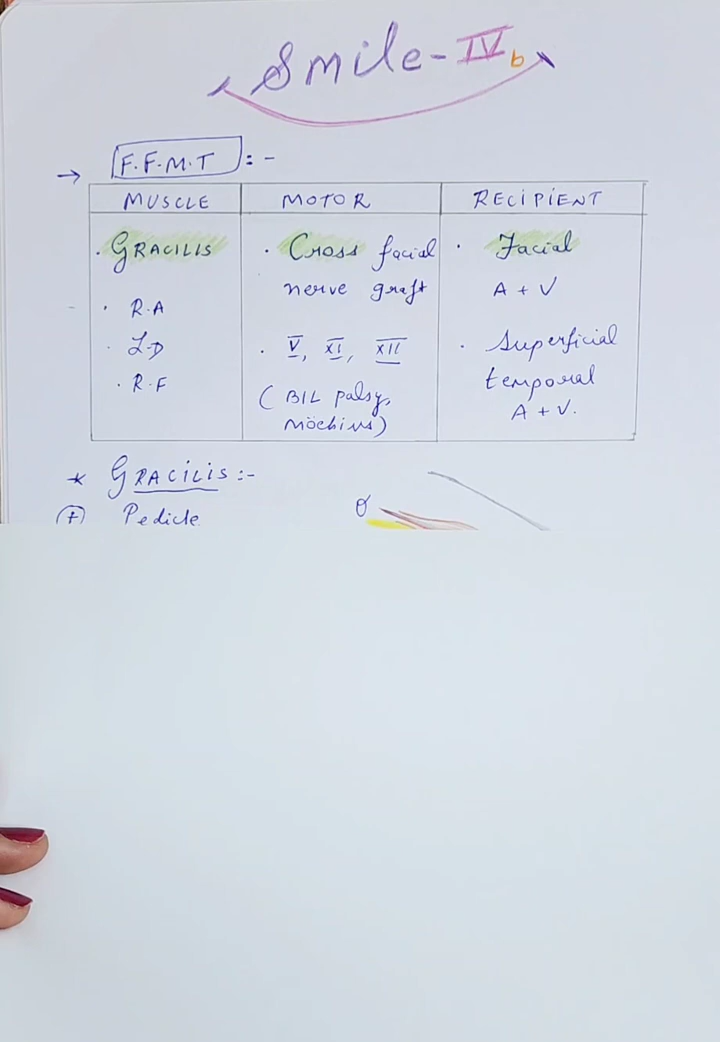 Smile-IVb
→ F.F.M.T :-
MUSCLE MOTOR RECIPIENT
· GRACILIS
· R.A
· L.D
· R.F
· Cross facial
nerve graft
· V, XI, XII
( BIL palsy,
möebius)
· Facial
A + V
· Superficial
temporal
A + V.
* GRACILIS :-
(+) Pedicle